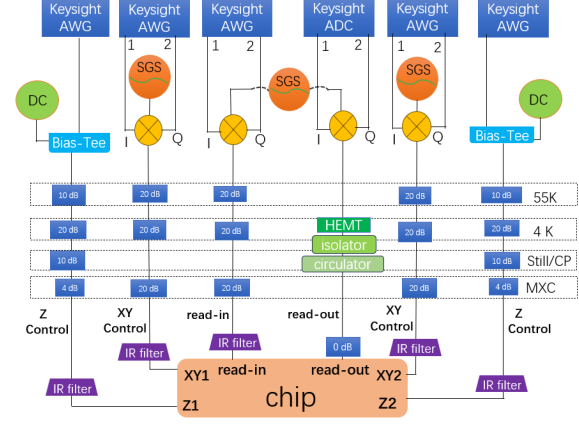 Keysight AWG
Keysight AWG
Keysight AWG
Keysight ADC
Keysight AWG
Keysight AWG
1 2
1 2
1 2
1 2
SGS
SGS
SGS
DC
DC
Bias-Tee
I Q
I Q
I Q
Bias-Tee
10 dB
20 dB
20 dB
20 dB
10 dB
55K
20 dB
20 dB
20 dB
HEMT
20 dB
20 dB
4 K
isolator
10 dB
circulator
10 dB
Still/CP
4 dB
20 dB
20 dB
20 dB
4 dB
MXC
Z Control
XY Control
read-in
read-out
XY Control
Z Control
IR filter
IR filter
0 dB
IR filter
IR filter
IR filter
XY1
read-in
read-out
XY2
Z1
chip
Z2